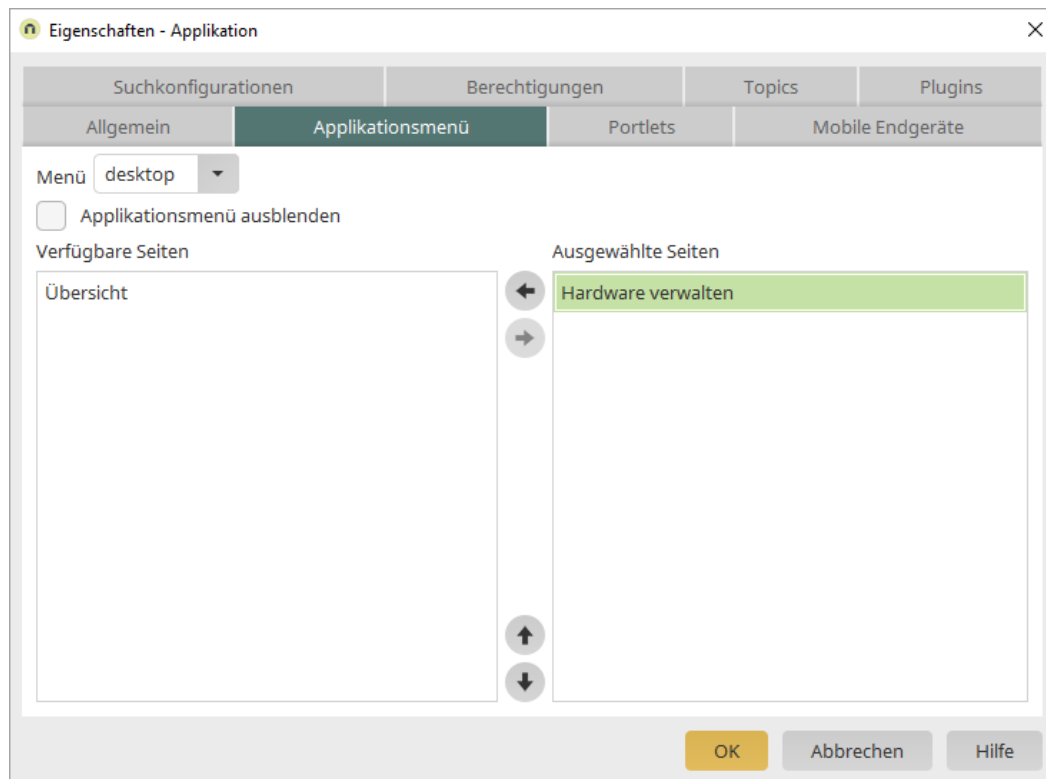 Eigenschaften - Applikation
Suchkonfigurationen Berechtigungen Topics Plugins
Allgemein Applikationsmenü Portlets Mobile Endgeräte
Menü desktop
Applikationsmenü ausblenden
Verfügbare Seiten Ausgewählte Seiten
Übersicht Hardware verwalten
OK Abbrechen Hilfe